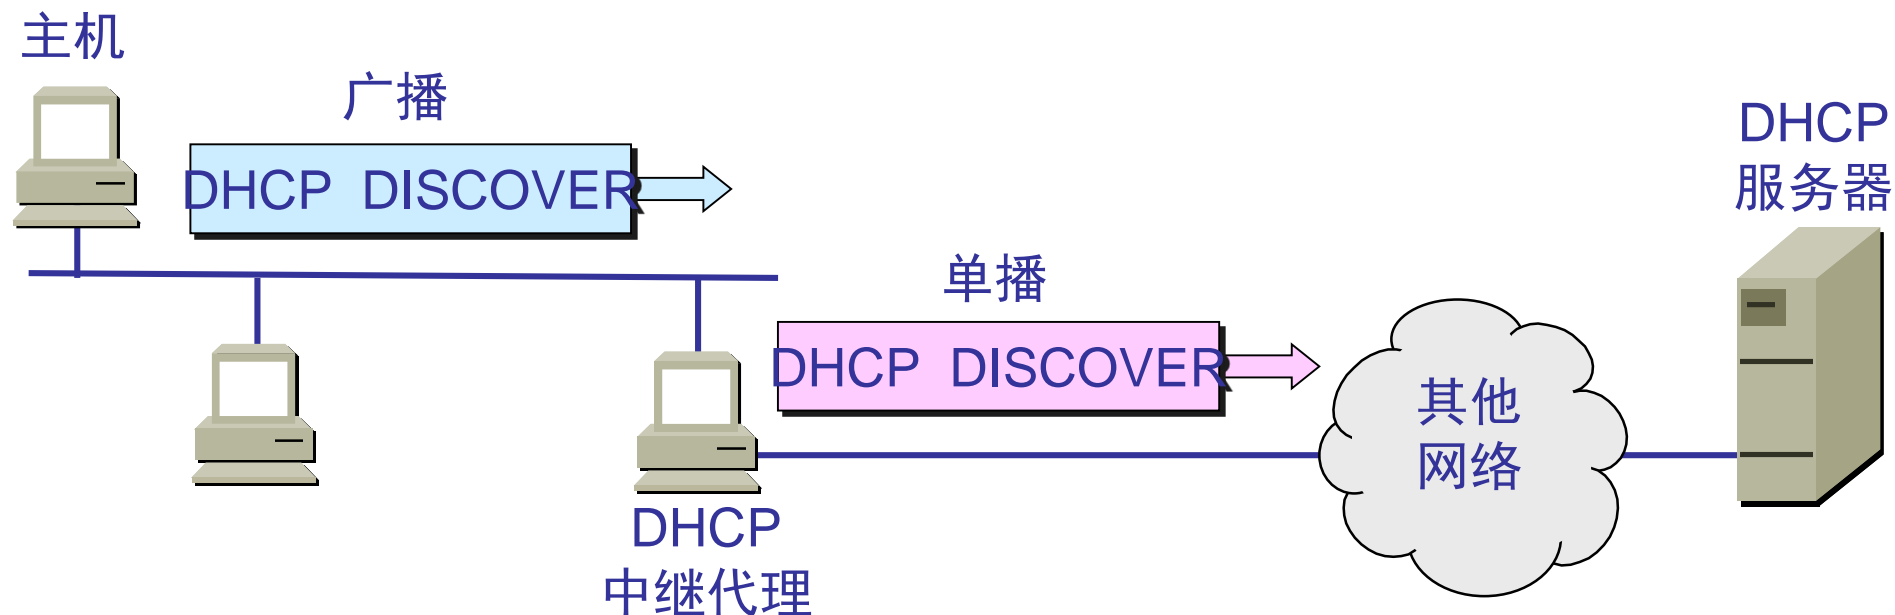 主机
广播
DHCP DISCOVER
DHCP
服务器
单播
DHCP DISCOVER
其他
网络
DHCP
中继代理